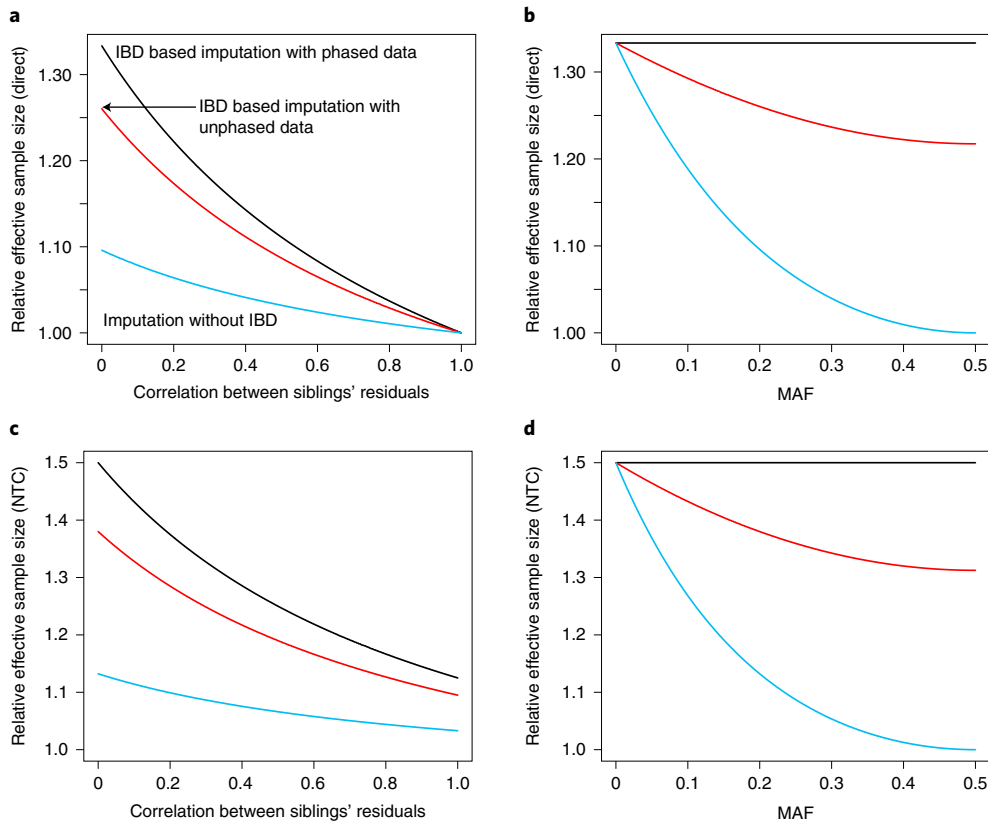 a
Relative effective sample size (direct)
1.30
1.20
1.10
1.00
IBD based imputation with phased data
IBD based imputation with
unphased data
Imputation without IBD
0 0.2 0.4 0.6 0.8 1.0
Correlation between siblings' residuals
b
Relative effective sample size (direct)
1.30
1.20
1.10
1.00
0 0.1 0.2 0.3 0.4 0.5
MAF
c
Relative effective sample size (NTC)
1.5
1.4
1.3
1.2
1.1
1.0
0 0.2 0.4 0.6 0.8 1.0
Correlation between siblings' residuals
d
Relative effective sample size (NTC)
1.5
1.4
1.3
1.2
1.1
1.0
0 0.1 0.2 0.3 0.4 0.5
MAF